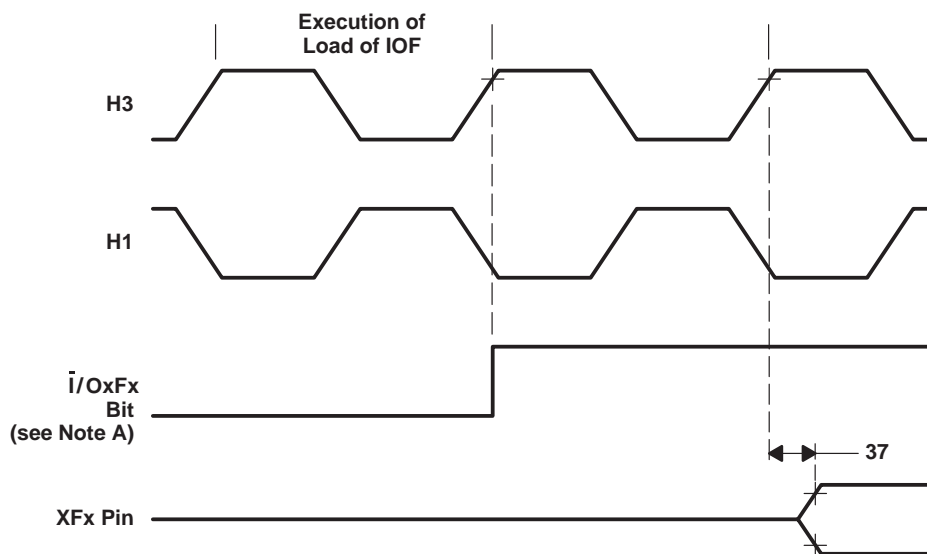 Execution of
Load of IOF
H3
H1
Ī/OxFx
Bit
(see Note A)
37
XFx Pin